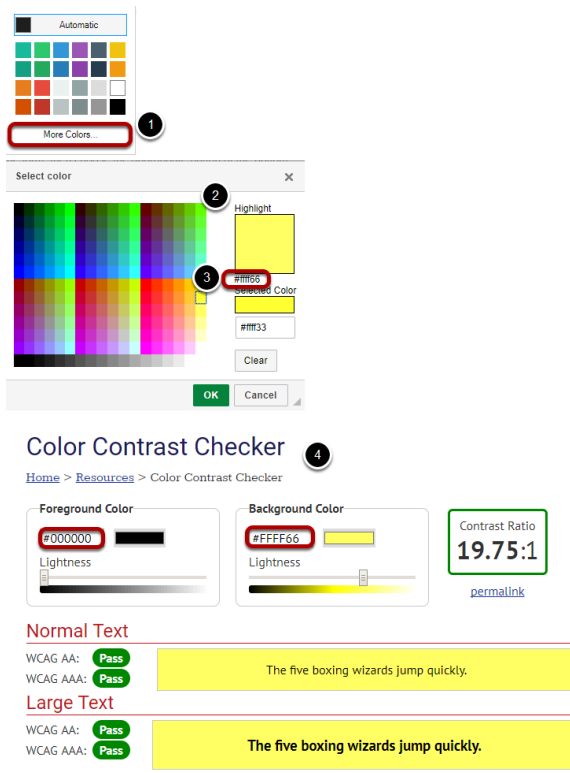 Automatic
More Colors...
1
Select color
2
Highlight
3
#ffff66
Selected Color
#ffff33
Clear
OK Cancel
Color Contrast Checker
4
Home > Resources > Color Contrast Checker
Foreground Color
#000000
Lightness
Background Color
#FFFF66
Lightness
Contrast Ratio
19.75:1
permalink
Normal Text
WCAG AA: Pass
WCAG AAA: Pass
The five boxing wizards jump quickly.
Large Text
WCAG AA: Pass
WCAG AAA: Pass
The five boxing wizards jump quickly.